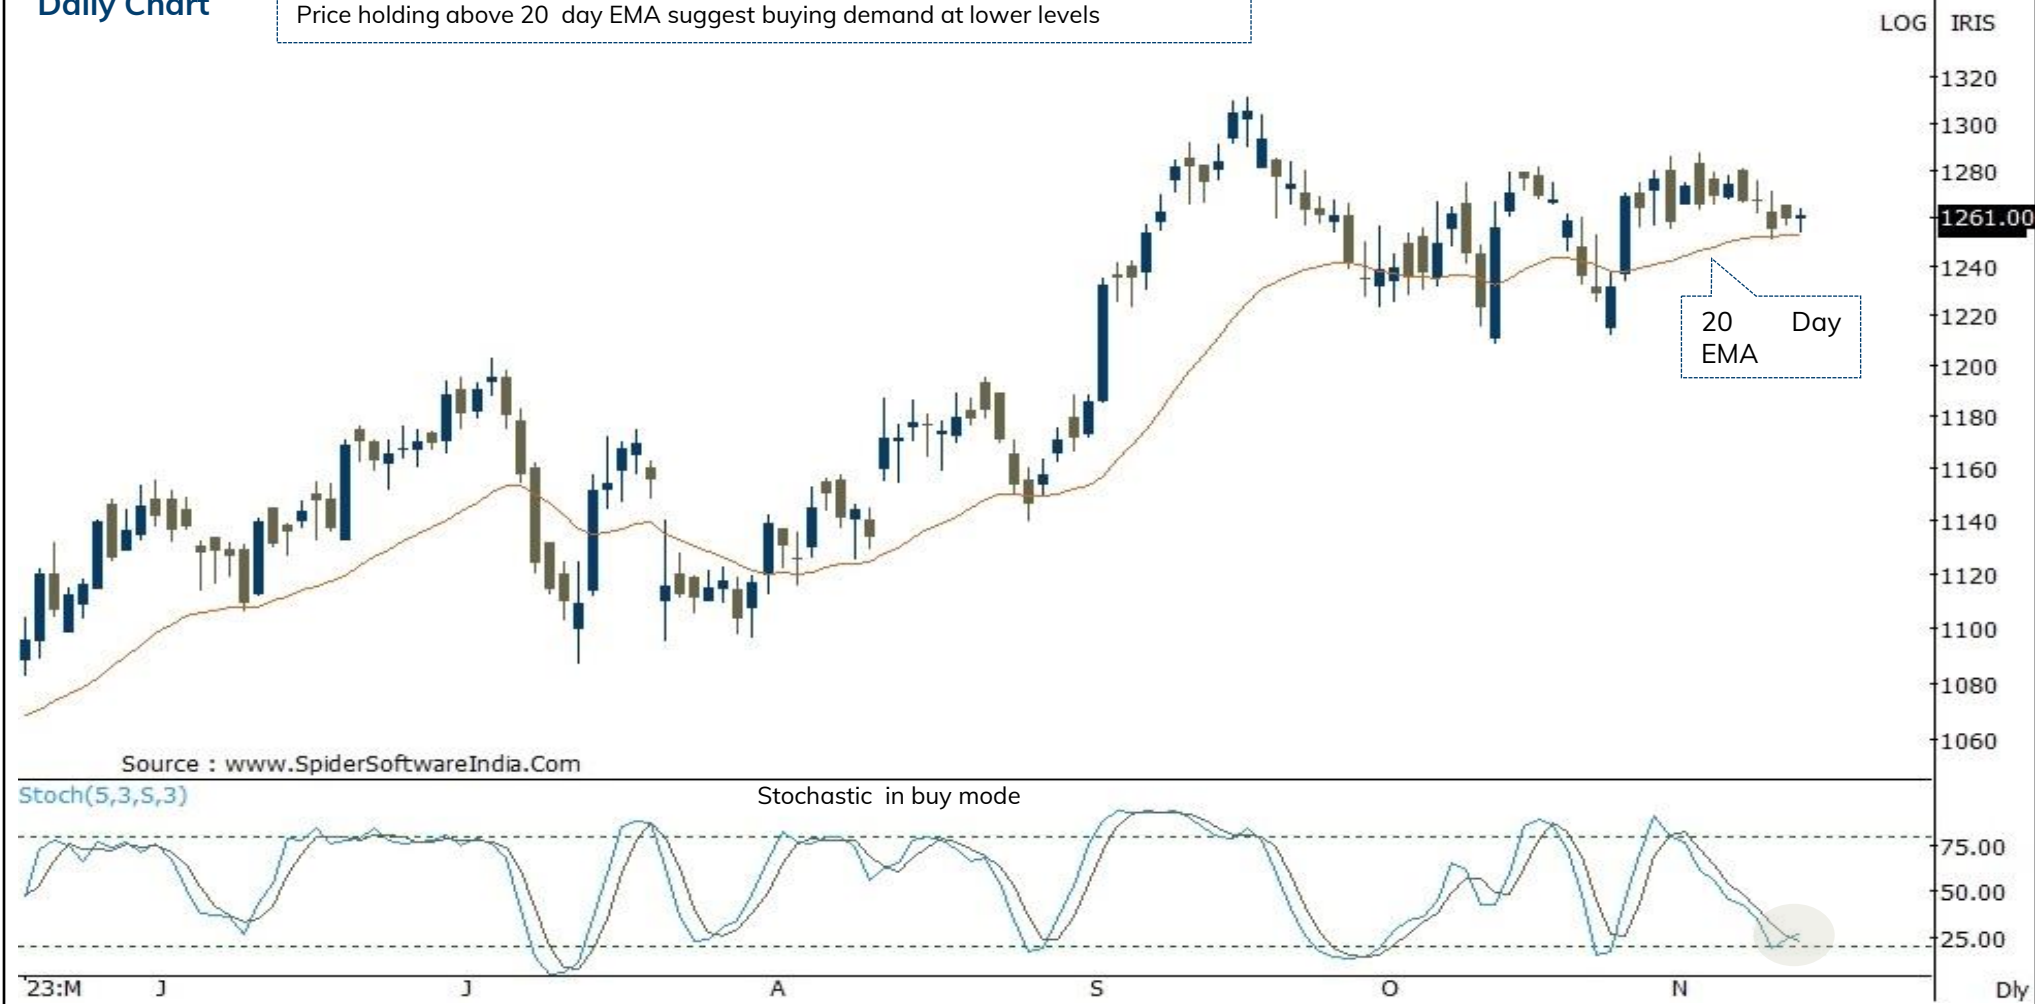 Daily Chart
Price holding above 20 day EMA suggest buying demand at lower levels
LOG IRIS
1320
1300
1280
1261.00
1240
1220
20 Day
EMA
1200
1180
1160
1140
1120
1100
1080
1060
Source : www.SpiderSoftwareIndia.Com
Stoch(5,3,S,3)
Stochastic in buy mode
75.00
50.00
25.00
23:M J J A S O N Dly